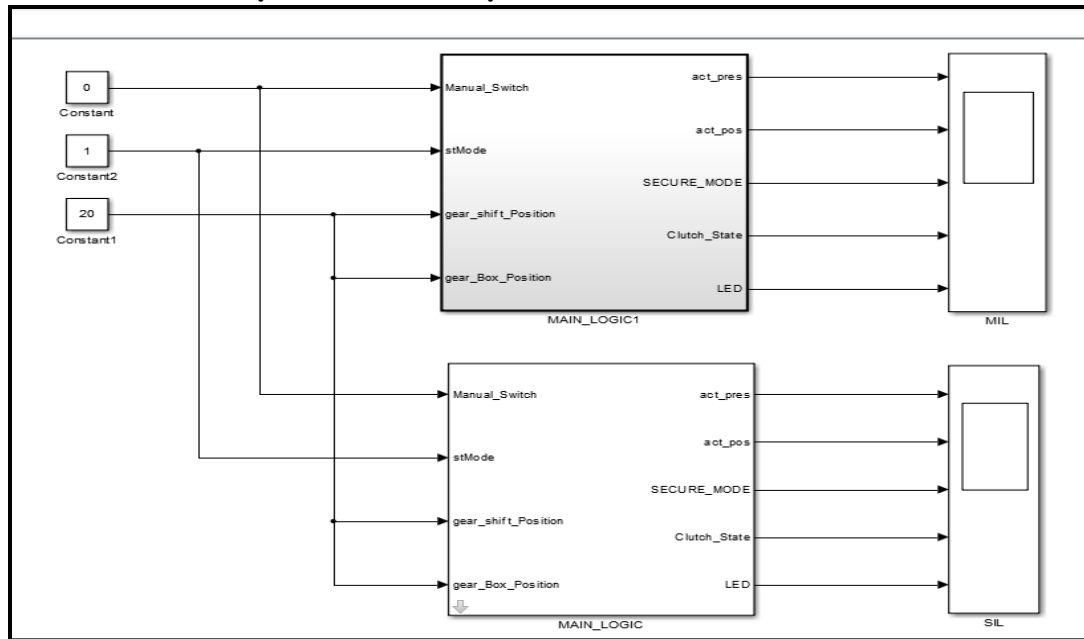 0
Constant
1
Constant2
20
Constant1
Manual_Switch
stMode
gear_shift_Position
gear_Box_Position
act_pres
act_pos
SECURE_MODE
Clutch_State
LED
MAIN_LOGIC1
MIL
Manual_Switch
stMode
gear_shift_Position
gear_Box_Position
act_pres
act_pos
SECURE_MODE
Clutch_State
LED
MAIN_LOGIC
SIL